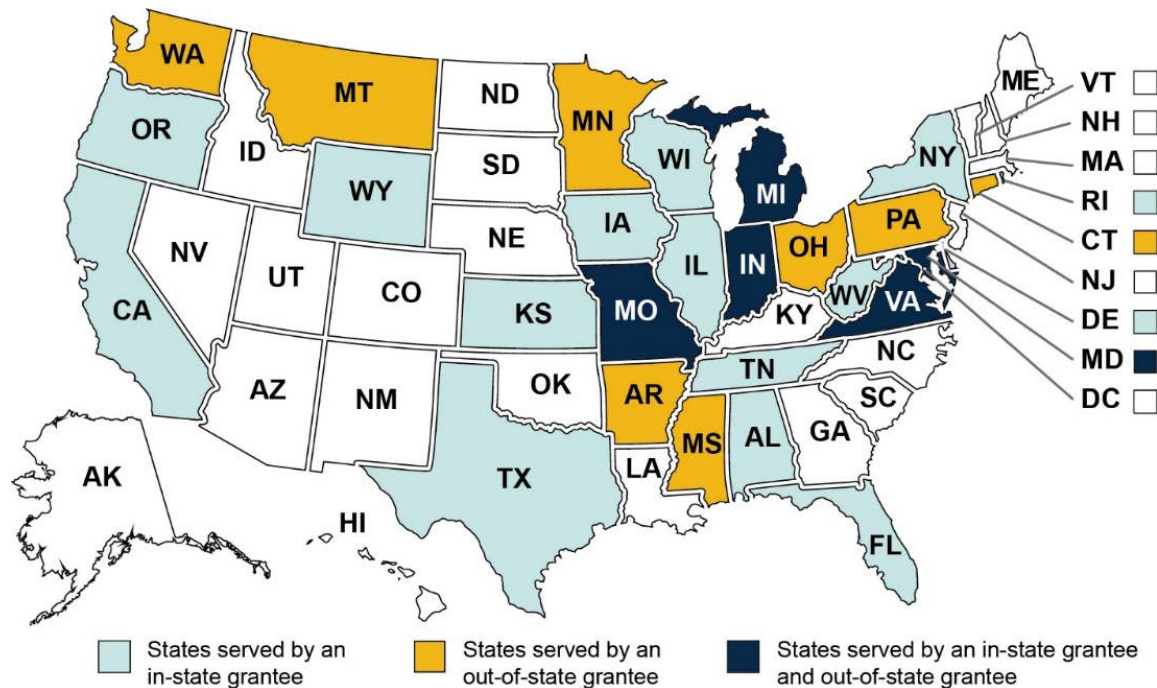 WA
MT
ND
MN
ME
VT
NH
MA
RI
CT
NJ
DE
MD
DC
OR
ID
SD
WI
NY
WY
MI
NE
IA
PA
NV
UT
CO
IL
IN
OH
CA
KS
MO
WV
VA
KY
NC
TN
AZ
NM
OK
AR
SC
MS
AL
GA
TX
LA
AK
HI
FL
States served by an
in-state grantee
States served by an
out-of-state grantee
States served by an in-state grantee
and out-of-state grantee